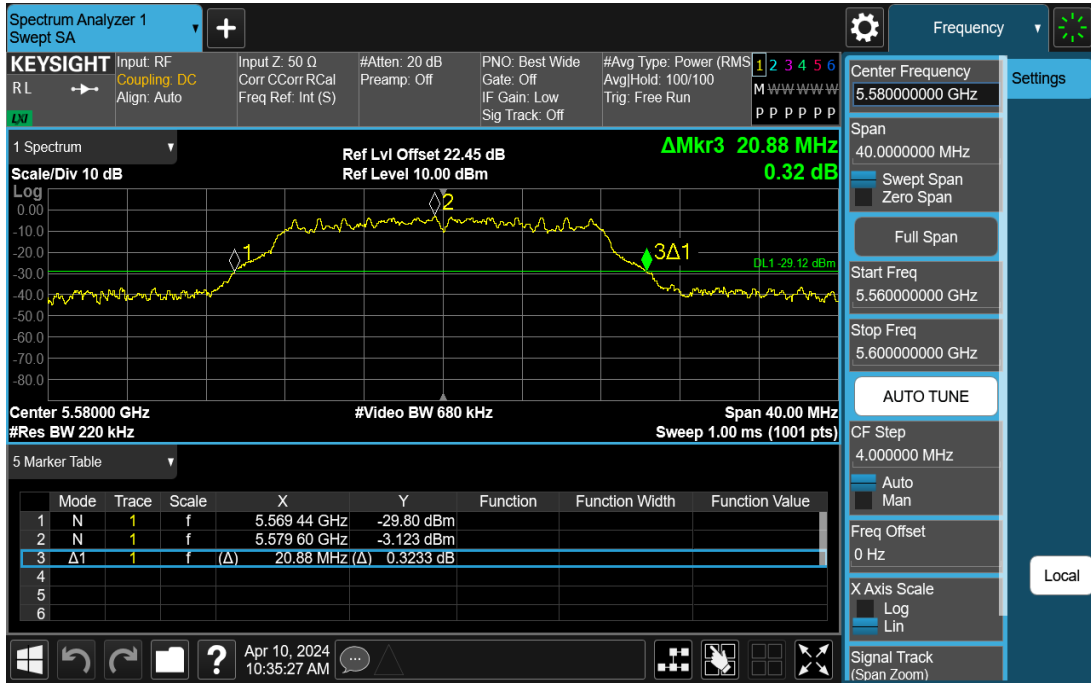 Spectrum Analyzer 1
Swept SA
+
Frequency
KEYSIGHT
RL
LXI
Input: RF
Coupling: DC
Align: Auto
Input Z: 50 Ω
Corr CCorr RCal
Freq Ref: Int (S)
#Atten: 20 dB
Preamp: Off
PNO: Best Wide
Gate: Off
IF Gain: Low
Sig Track: Off
#Avg Type: Power (RMS
Avg|Hold: 100/100
Trig: Free Run
1 2 3 4 5 6
M W W W W W
P P P P P P
1 Spectrum
Scale/Div 10 dB
Ref Lvl Offset 22.45 dB
Ref Level 10.00 dBm
ΔMkr3 20.88 MHz
0.32 dB
Log
0.00
-10.0
-20.0
-30.0
-40.0
-50.0
-60.0
-70.0
-80.0
1
2
3Δ1
DL1 -29.12 dBm
Center 5.58000 GHz
#Res BW 220 kHz
#Video BW 680 kHz
Span 40.00 MHz
Sweep 1.00 ms (1001 pts)
5 Marker Table
Mode Trace Scale X Y Function Function Width Function Value
1 N 1 f 5.569 44 GHz -29.80 dBm
2 N 1 f 5.579 60 GHz -3.123 dBm
3 Δ1 1 f (Δ) 20.88 MHz (Δ) 0.3233 dB
4
5
6
?
Apr 10, 2024
10:35:27 AM
Center Frequency
5.580000000 GHz
Span
40.0000000 MHz
Swept Span
Zero Span
Full Span
Start Freq
5.560000000 GHz
Stop Freq
5.600000000 GHz
AUTO TUNE
CF Step
4.000000 MHz
Auto
Man
Freq Offset
0 Hz
X Axis Scale
Log
Lin
Signal Track
(Span Zoom)
Settings
Local